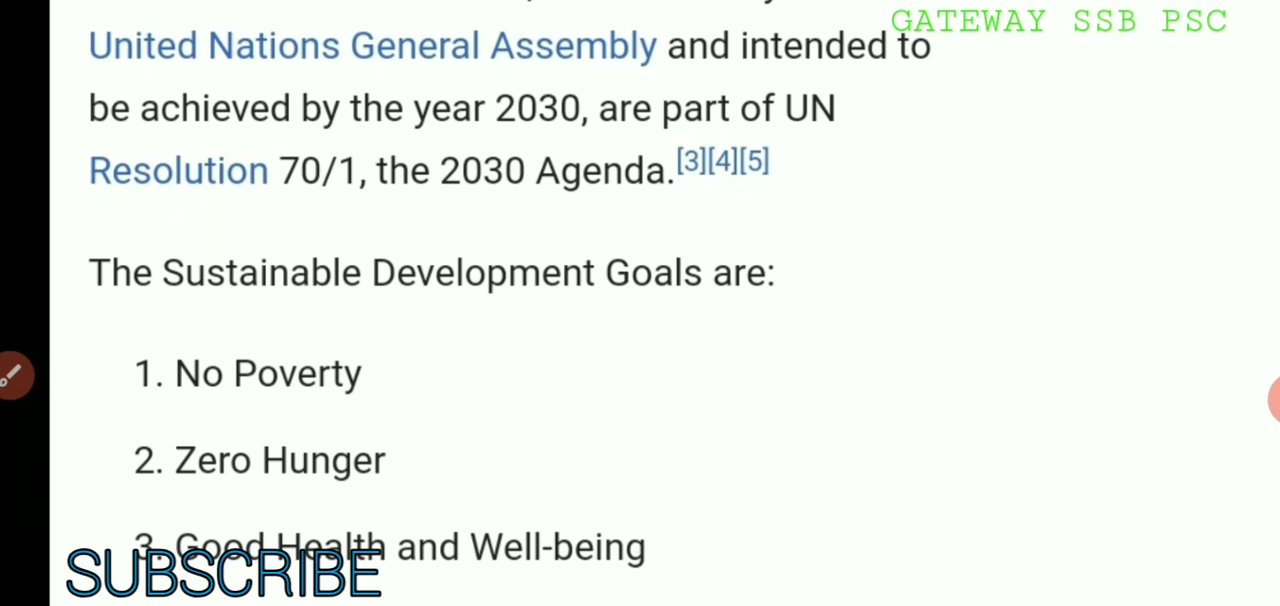 GATEWAY SSB PSC
United Nations General Assembly and intended to
be achieved by the year 2030, are part of UN
Resolution 70/1, the 2030 Agenda.[3][4][5]
The Sustainable Development Goals are:
1. No Poverty
2. Zero Hunger
3. Good Health and Well-being
SUBSCRIBE